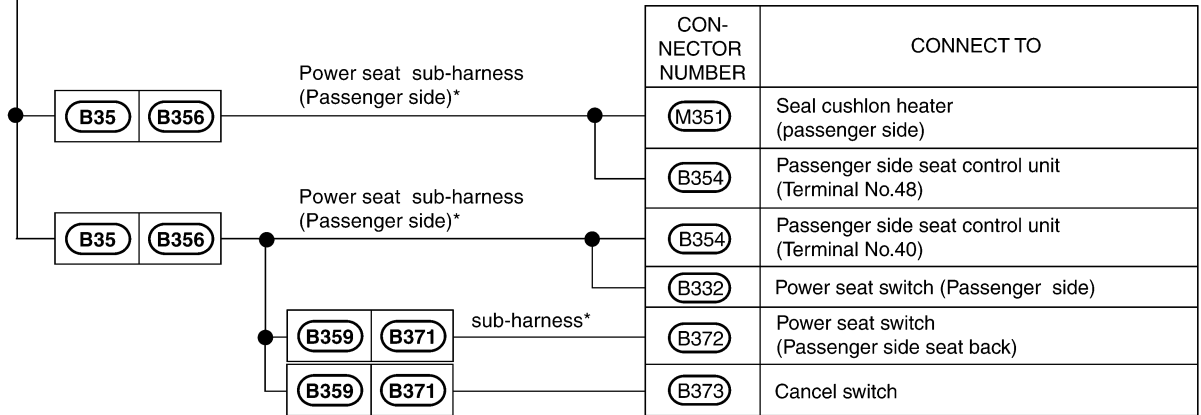 CON-
NECTOR
NUMBER
CONNECT TO
Power seat sub-harness
(Passenger side)*
B35
B356
M351
Seal cushlon heater
(passenger side)
B354
Passenger side seat control unit
(Terminal No.48)
Power seat sub-harness
(Passenger side)*
B35
B356
B354
Passenger side seat control unit
(Terminal No.40)
B332
Power seat switch (Passenger side)
B359
B371
sub-harness*
B372
Power seat switch
(Passenger side seat back)
B359
B371
B373
Cancel switch